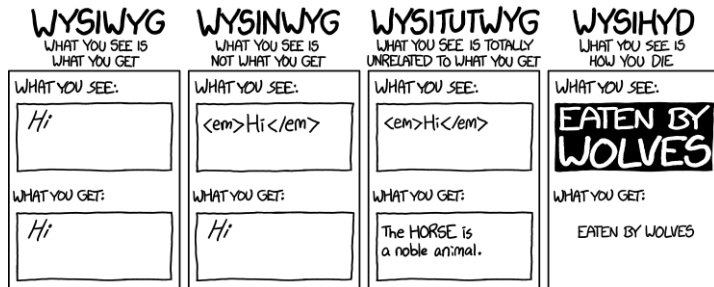 WYSIWYG
WHAT YOU SEE IS
WHAT YOU GET
WHAT YOU SEE:
Hi
WHAT YOU GET:
Hi
WYSINWYG
WHAT YOU SEE IS
NOT WHAT YOU GET
WHAT YOU SEE:
<em>Hi</em>
WHAT YOU GET:
Hi
WYSITUTWYG
WHAT YOU SEE IS TOTALLY
UNRELATED TO WHAT YOU GET
WHAT YOU SEE:
<em>Hi</em>
WHAT YOU GET:
The HORSE is
a noble animal.
WYSIHYD
WHAT YOU SEE IS
HOW YOU DIE
WHAT YOU SEE:
EATEN BY
WOLVES
WHAT YOU GET:
EATEN BY WOLVES